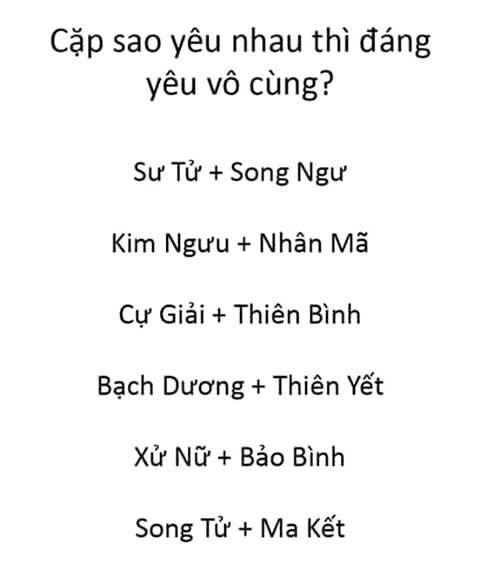 Cặp sao yêu nhau thì đáng
yêu vô cùng?
Sư Tử + Song Ngư
Kim Ngưu + Nhân Mã
Cự Giải + Thiên Bình
Bạch Dương + Thiên Yết
Xử Nữ + Bảo Bình
Song Tử + Ma Kết